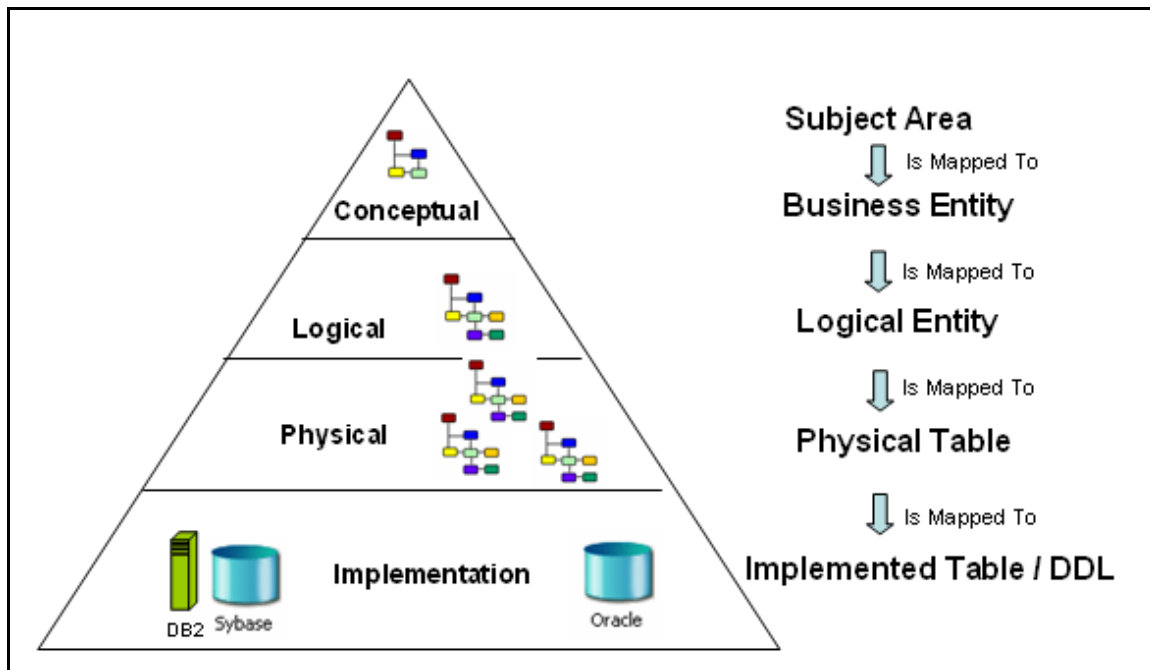 Conceptual
Logical
Physical
Implementation
DB2
Sybase
Oracle
Subject Area
Is Mapped To
Business Entity
Is Mapped To
Logical Entity
Is Mapped To
Physical Table
Is Mapped To
Implemented Table / DDL